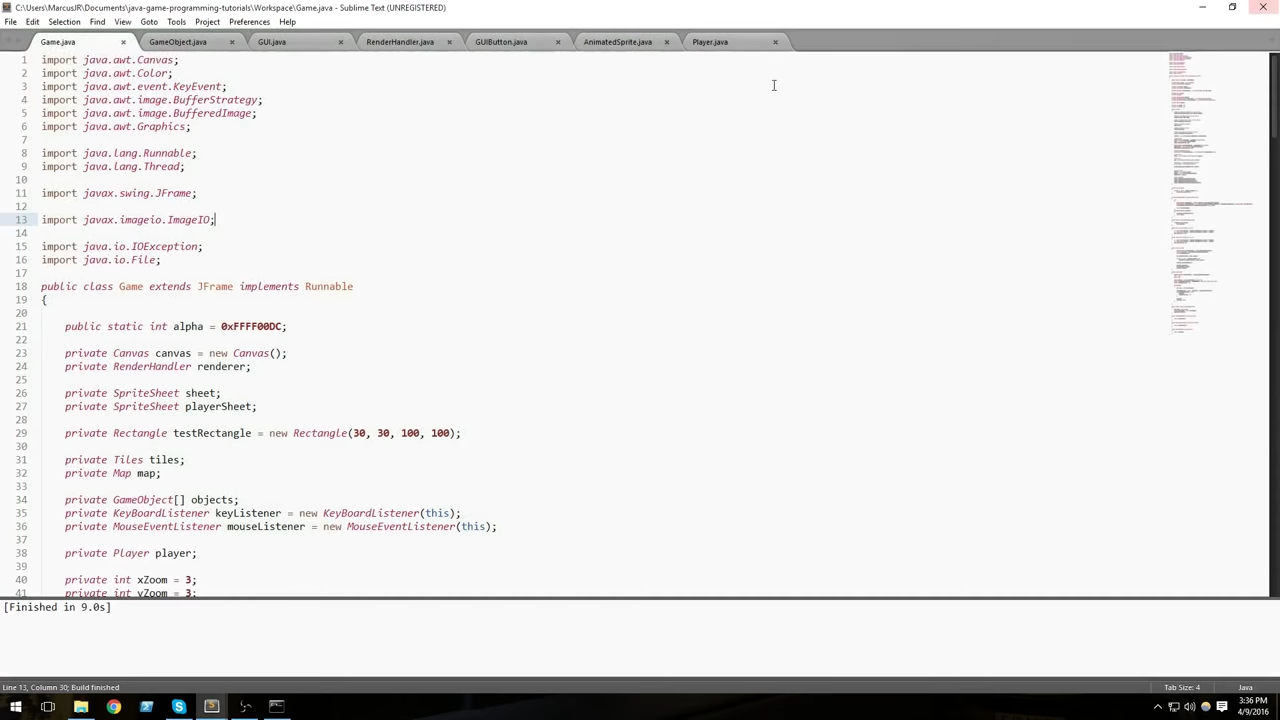 C:\Users\MarcusJR\Documents\java-game-programming-tutorials\Workspace\Game.java - Sublime Text (UNREGISTERED)
File Edit Selection Find View Goto Tools Project Preferences Help
Game.java GameObject.java GUI.java RenderHandler.java GUIButton.java AnimatedSprite.java Player.java
1 import java.awt.Canvas;
2 import java.awt.Color;
3 import java.awt.event.KeyEvent;
4 import java.awt.image.BufferStrategy;
5 import java.awt.image.BufferedImage;
6 import java.awt.Graphics;
7
8 import java.lang.Runnable;
9 import java.lang.Thread;
10
11 import javax.swing.JFrame;
12
13 import javax.imageio.ImageIO;
14
15 import java.io.IOException;
16 import java.io.File;
17
18 public class Game extends JFrame implements Runnable
19 {
20
21 public static int alpha = 0xFFFF00DC;
22
23 private Canvas canvas = new Canvas();
24 private RenderHandler renderer;
25
26 private SpriteSheet sheet;
27 private SpriteSheet playerSheet;
28
29 private Rectangle testRectangle = new Rectangle(30, 30, 100, 100);
30
31 private Tiles tiles;
32 private Map map;
33
34 private GameObject[] objects;
35 private KeyBoardListener keyListener = new KeyBoardListener(this);
36 private MouseEventListener mouseListener = new MouseEventListener(this);
37
38 private Player player;
39
40 private int xZoom = 3;
41 private int yZoom = 3;
[Finished in 9.0s]
Line 13, Column 30; Build finished
Tab Size: 4 Java
3:36 PM
4/9/2016